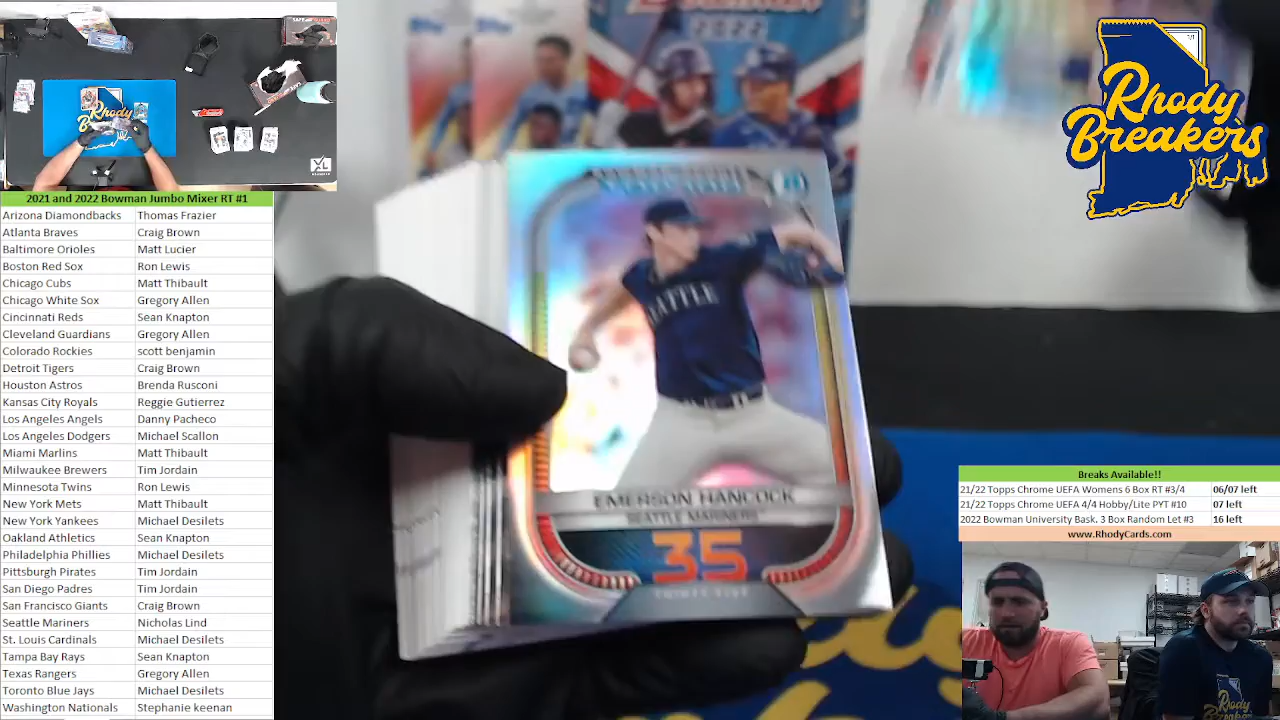 2021 and 2022 Bowman Jumbo Mixer RT #1
Arizona Diamondbacks Thomas Frazier
Atlanta Braves Craig Brown
Baltimore Orioles Matt Lucier
Boston Red Sox Ron Lewis
Chicago Cubs Matt Thibault
Chicago White Sox Gregory Allen
Cincinnati Reds Sean Knapton
Cleveland Guardians Gregory Allen
Colorado Rockies scott benjamin
Detroit Tigers Craig Brown
Houston Astros Brenda Rusconi
Kansas City Royals Reggie Gutierrez
Los Angeles Angels Danny Pacheco
Los Angeles Dodgers Michael Scallon
Miami Marlins Matt Thibault
Milwaukee Brewers Tim Jordain
Minnesota Twins Ron Lewis
New York Mets Matt Thibault
New York Yankees Michael Desilets
Oakland Athletics Sean Knapton
Philadelphia Phillies Michael Desilets
Pittsburgh Pirates Tim Jordain
San Diego Padres Tim Jordain
San Francisco Giants Craig Brown
Seattle Mariners Nicholas Lind
St. Louis Cardinals Michael Desilets
Tampa Bay Rays Sean Knapton
Texas Rangers Gregory Allen
Toronto Blue Jays Michael Desilets
Washington Nationals Stephanie keenan
Rhody
Breakers
2022
SEATTLE
EMERSON HANCOCK
SEATTLE MARINERS
35
THIRTY FIVE
Rhody
Breakers
Breaks Available!!
21/22 Topps Chrome UEFA Womens 6 Box RT #3/4 06/07 left
21/22 Topps Chrome UEFA 4/4 Hobby/Lite PYT #10 07 left
2022 Bowman University Bask. 3 Box Random Let #3 16 left
www.RhodyCards.com
Rhody
Breakers